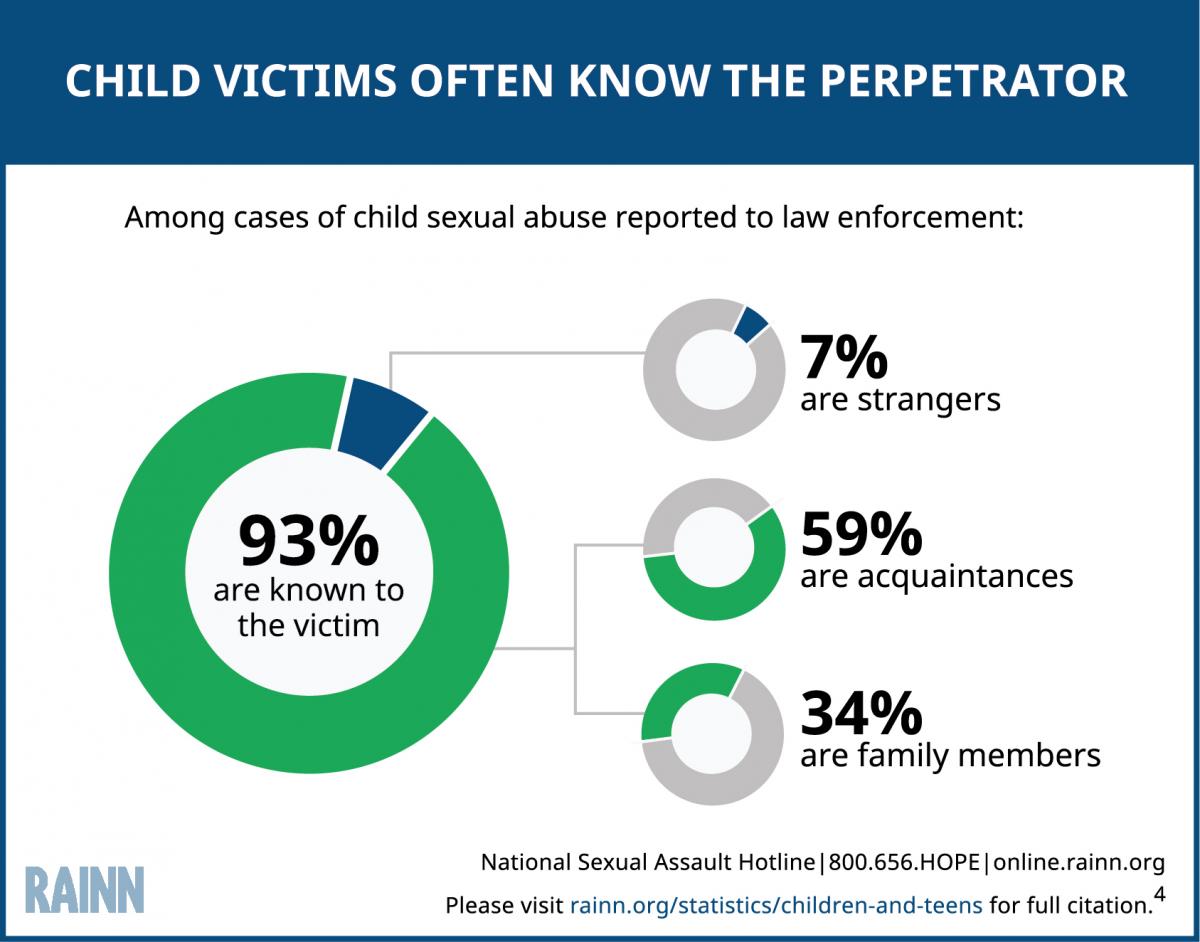 CHILD VICTIMS OFTEN KNOW THE PERPETRATOR
Among cases of child sexual abuse reported to law enforcement:
7%
are strangers
93%
are known to
the victim
59%
are acquaintances
34%
are family members
National Sexual Assault Hotline|800.656.HOPE|online.rainn.org
RAINN
Please visit rainn.org/statistics/children-and-teens for full citation.4